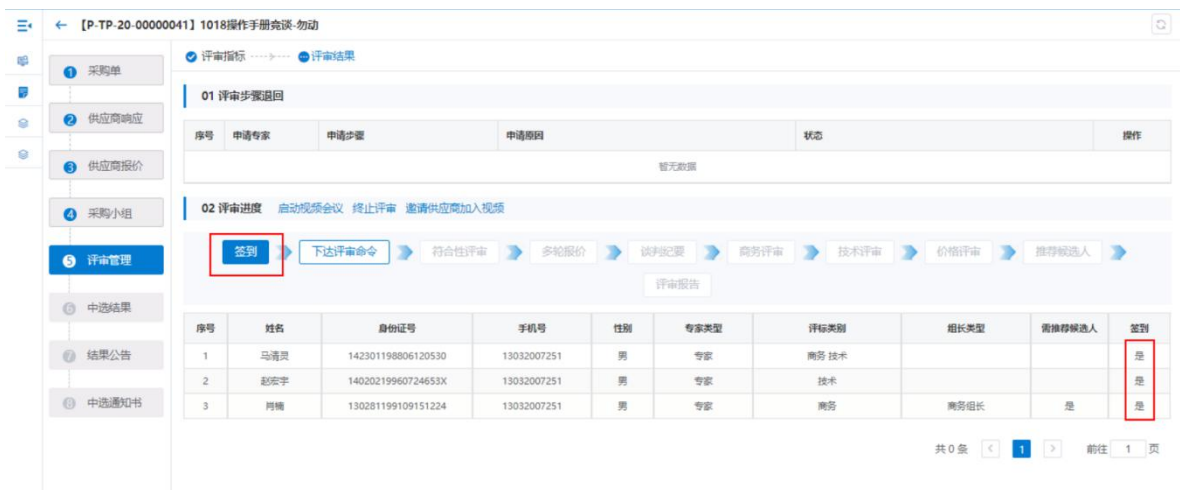 【P-TP-20-00000041】1018操作手册竞谈-勿动
1 采购单
2 供应商响应
3 供应商报价
4 采购小组
5 评审管理
6 中选结果
7 结果公告
8 中选通知书
评审指标 评审结果
01 评审步骤退回
序号 申请专家 申请步骤 申请原因 状态 操作
暂无数据
02 评审进度 启动视频会议 终止评审 邀请供应商加入视频
签到 下达评审命令 符合性评审 多轮报价 谈判纪要 商务评审 技术评审 价格评审 推荐候选人
评审报告
序号 姓名 身份证号 手机号 性别 专家类型 评标类别 组长类型 需推荐候选人 签到
1 马清灵 142301198806120530 13032007251 男 专家 商务 技术 是
2 赵宏宇 14020219960724653X 13032007251 男 专家 技术 是
3 肖楠 130281199109151224 13032007251 男 专家 商务 商务组长 是 是
共 0 条 < 1 > 前往 1 页